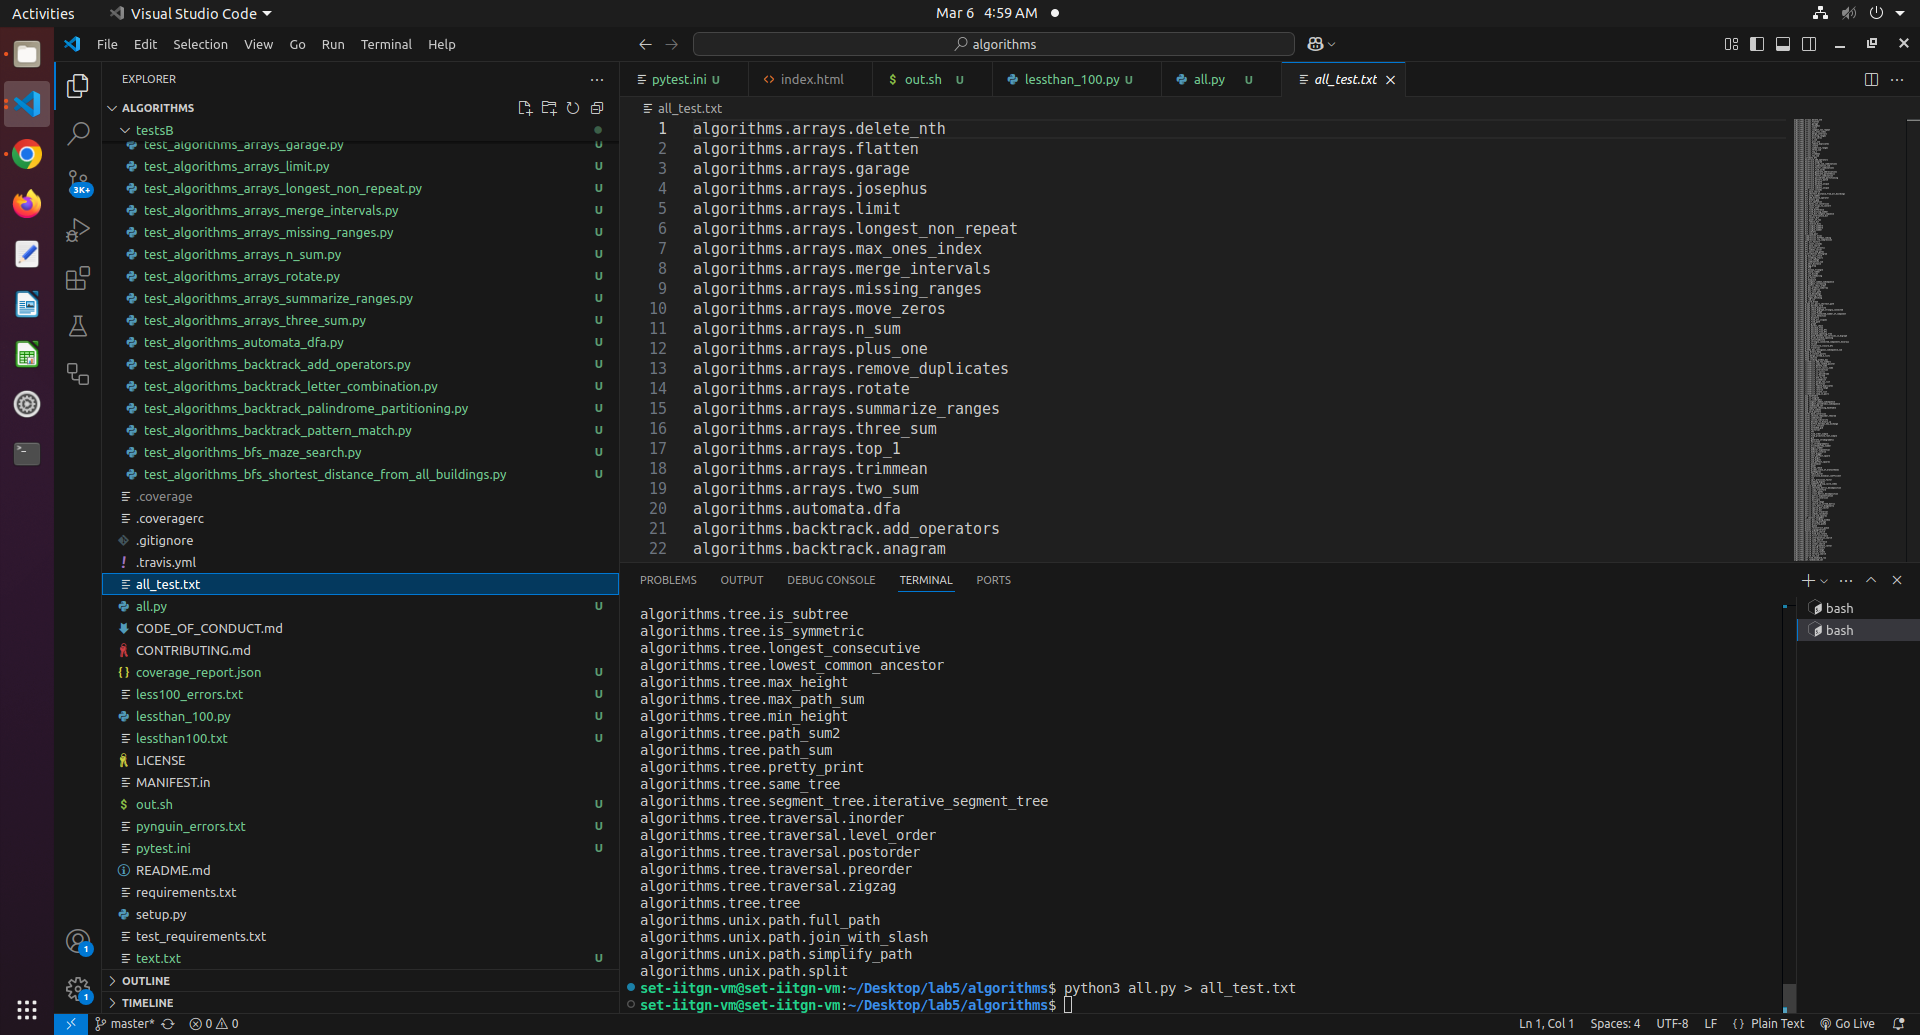 Activities
Visual Studio Code
Mar 6 4:59 AM
File Edit Selection View Go Run Terminal Help
algorithms
EXPLORER
ALGORITHMS
testsB
test_algorithms_arrays_garage.py U
test_algorithms_arrays_limit.py U
test_algorithms_arrays_longest_non_repeat.py U
test_algorithms_arrays_merge_intervals.py U
test_algorithms_arrays_missing_ranges.py U
test_algorithms_arrays_n_sum.py U
test_algorithms_arrays_rotate.py U
test_algorithms_arrays_summarize_ranges.py U
test_algorithms_arrays_three_sum.py U
test_algorithms_automata_dfa.py U
test_algorithms_backtrack_add_operators.py U
test_algorithms_backtrack_letter_combination.py U
test_algorithms_backtrack_palindrome_partitioning.py U
test_algorithms_backtrack_pattern_match.py U
test_algorithms_bfs_maze_search.py U
test_algorithms_bfs_shortest_distance_from_all_buildings.py U
.coverage
.coveragerc
.gitignore
.travis.yml
all_test.txt
all.py U
CODE_OF_CONDUCT.md
CONTRIBUTING.md
coverage_report.json U
less100_errors.txt U
lessthan_100.py U
lessthan100.txt U
LICENSE
MANIFEST.in
out.sh U
pynguin_errors.txt U
pytest.ini U
README.md
requirements.txt
setup.py
test_requirements.txt
text.txt U
OUTLINE
TIMELINE
3K+
1
1
pytest.ini U
index.html
out.sh U
lessthan_100.py U
all.py U
all_test.txt
all_test.txt
1 algorithms.arrays.delete_nth
2 algorithms.arrays.flatten
3 algorithms.arrays.garage
4 algorithms.arrays.josephus
5 algorithms.arrays.limit
6 algorithms.arrays.longest_non_repeat
7 algorithms.arrays.max_ones_index
8 algorithms.arrays.merge_intervals
9 algorithms.arrays.missing_ranges
10 algorithms.arrays.move_zeros
11 algorithms.arrays.n_sum
12 algorithms.arrays.plus_one
13 algorithms.arrays.remove_duplicates
14 algorithms.arrays.rotate
15 algorithms.arrays.summarize_ranges
16 algorithms.arrays.three_sum
17 algorithms.arrays.top_1
18 algorithms.arrays.trimmean
19 algorithms.arrays.two_sum
20 algorithms.automata.dfa
21 algorithms.backtrack.add_operators
22 algorithms.backtrack.anagram
PROBLEMS OUTPUT DEBUG CONSOLE TERMINAL PORTS
algorithms.tree.is_subtree
algorithms.tree.is_symmetric
algorithms.tree.longest_consecutive
algorithms.tree.lowest_common_ancestor
algorithms.tree.max_height
algorithms.tree.max_path_sum
algorithms.tree.min_height
algorithms.tree.path_sum2
algorithms.tree.path_sum
algorithms.tree.pretty_print
algorithms.tree.same_tree
algorithms.tree.segment_tree.iterative_segment_tree
algorithms.tree.traversal.inorder
algorithms.tree.traversal.level_order
algorithms.tree.traversal.postorder
algorithms.tree.traversal.preorder
algorithms.tree.traversal.zigzag
algorithms.tree.tree
algorithms.unix.path.full_path
algorithms.unix.path.join_with_slash
algorithms.unix.path.simplify_path
algorithms.unix.path.split
set-iitgn-vm@set-iitgn-vm:~/Desktop/lab5/algorithms$ python3 all.py > all_test.txt
set-iitgn-vm@set-iitgn-vm:~/Desktop/lab5/algorithms$
bash
bash
master* 0 0
Ln 1, Col 1 Spaces: 4 UTF-8 LF {} Plain Text Go Live